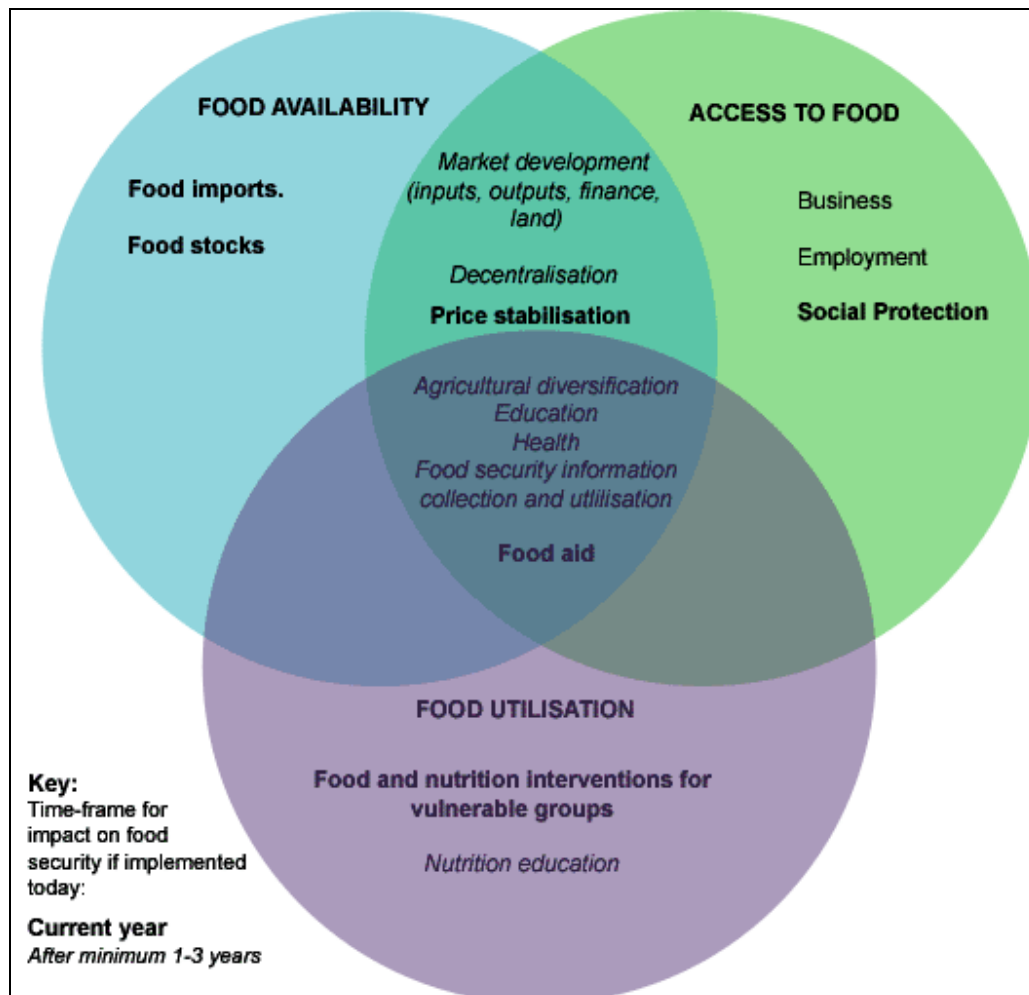 FOOD AVAILABILITY
Food imports.
Food stocks
Market development
(inputs, outputs, finance,
land)
Decentralisation
Price stabilisation
ACCESS TO FOOD
Business
Employment
Social Protection
Agricultural diversification
Education
Health
Food security information
collection and utlilisation
Food aid
FOOD UTILISATION
Food and nutrition interventions for
vulnerable groups
Nutrition education
Key:
Time-frame for
impact on food
security if implemented
today:
Current year
After minimum 1-3 years